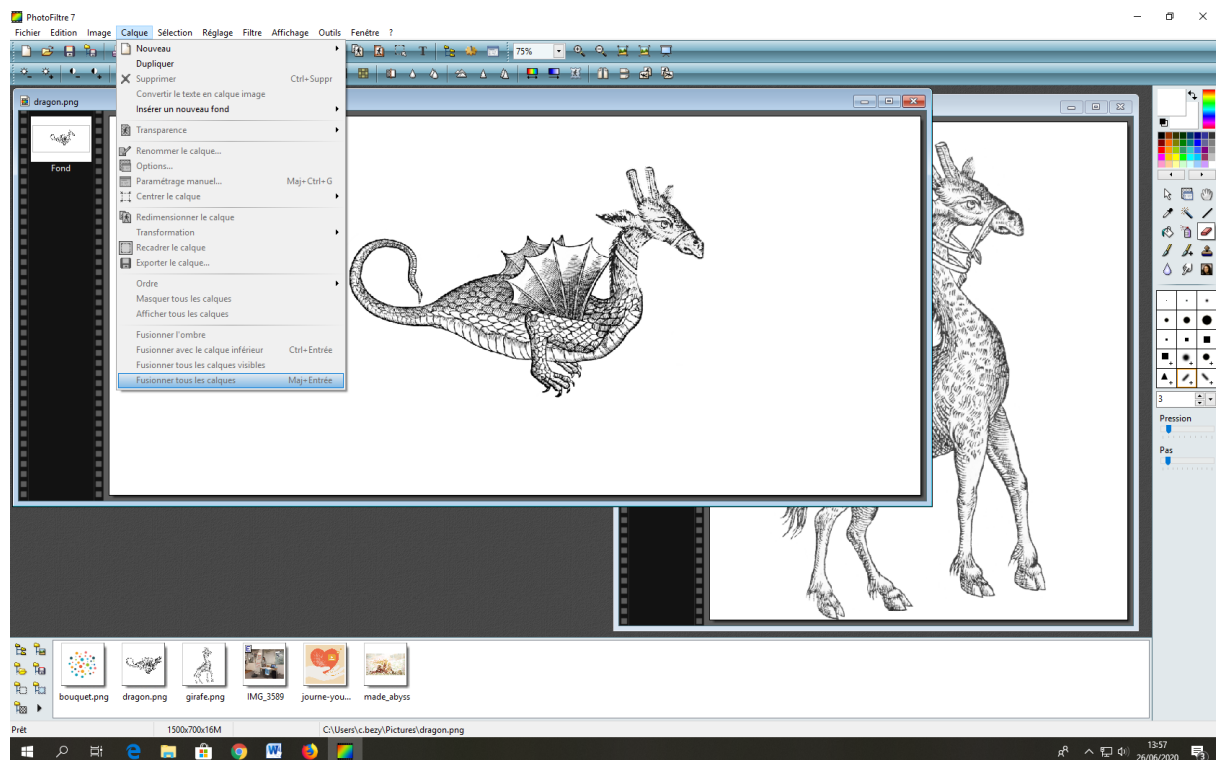 PhotoFiltre 7
Fichier Edition Image Calque Sélection Réglage Filtre Affichage Outils Fenêtre ?
75%
Nouveau
Dupliquer
Supprimer Ctrl+Suppr
Convertir le texte en calque image
Insérer un nouveau fond
Transparence
Renommer le calque...
Options...
Paramétrage manuel... Maj+Ctrl+G
Centrer le calque
Redimensionner le calque
Transformation
Recadrer le calque
Exporter le calque...
Ordre
Masquer tous les calques
Afficher tous les calques
Fusionner l'ombre
Fusionner avec le calque inférieur Ctrl+Entrée
Fusionner tous les calques visibles
Fusionner tous les calques Maj+Entrée
dragon.png
Fond
3
Pression
Pas
bouquet.png dragon.png girafe.png IMG_3589 journe-you... made_abyss
Prêt 1500x700x16M C:\Users\c.bezy\Pictures\dragon.png
13:57
26/06/2020